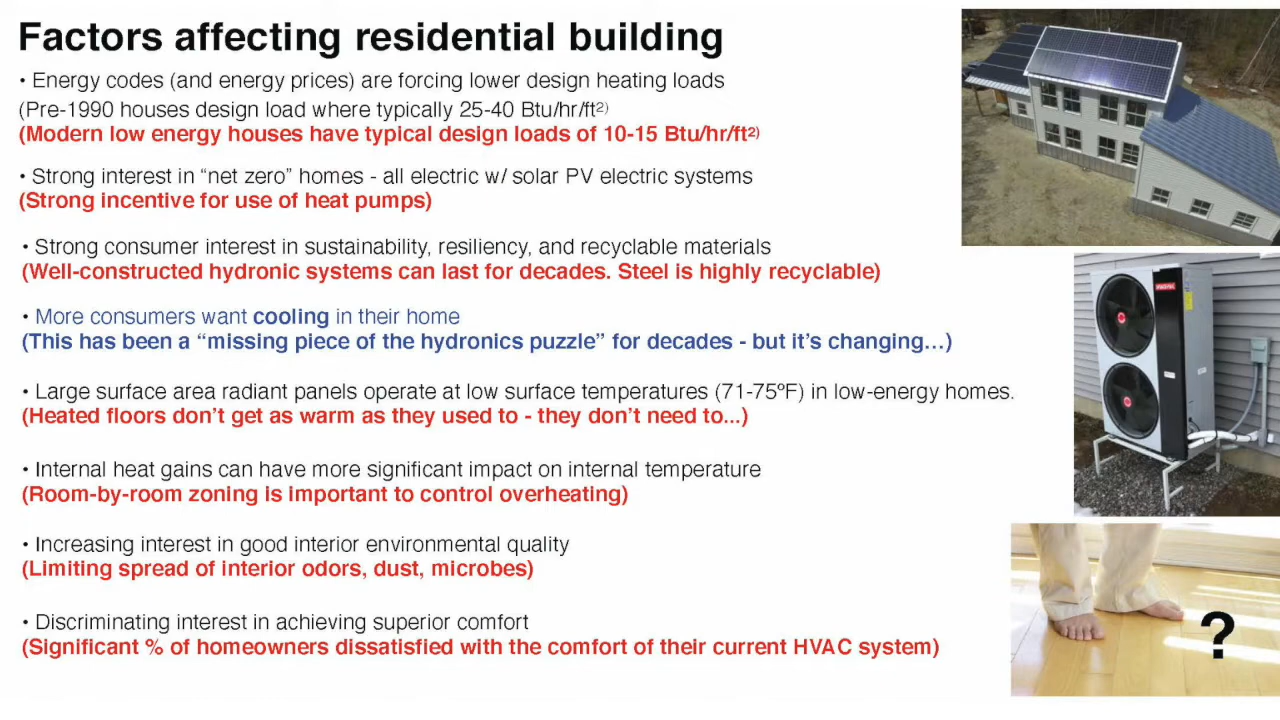 Factors affecting residential building
• Energy codes (and energy prices) are forcing lower design heating loads
(Pre-1990 houses design load where typically 25-40 Btu/hr/ft²⁾
(Modern low energy houses have typical design loads of 10-15 Btu/hr/ft²⁾
• Strong interest in “net zero” homes - all electric w/ solar PV electric systems
(Strong incentive for use of heat pumps)
• Strong consumer interest in sustainability, resiliency, and recyclable materials
(Well-constructed hydronic systems can last for decades. Steel is highly recyclable)
• More consumers want cooling in their home
(This has been a “missing piece of the hydronics puzzle” for decades - but it’s changing…)
• Large surface area radiant panels operate at low surface temperatures (71-75ºF) in low-energy homes.
(Heated floors don’t get as warm as they used to - they don’t need to...)
• Internal heat gains can have more significant impact on internal temperature
(Room-by-room zoning is important to control overheating)
• Increasing interest in good interior environmental quality
(Limiting spread of interior odors, dust, microbes)
• Discriminating interest in achieving superior comfort
(Significant % of homeowners dissatisfied with the comfort of their current HVAC system)
?